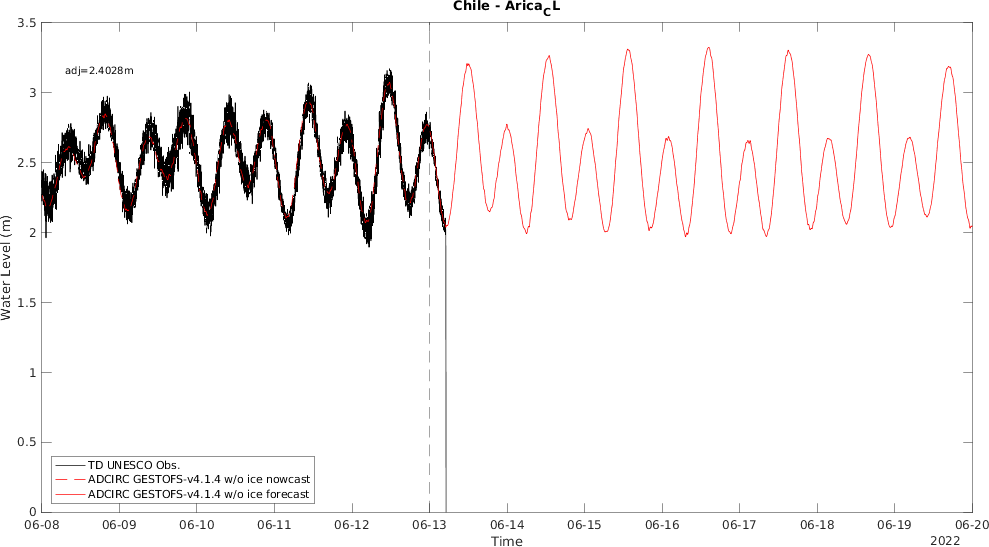 Chile - AricaCL
adj=2.4028m
3.5
3
2.5
2
1.5
1
0.5
0
Water Level (m)
TD UNESCO Obs.
ADCIRC GESTOFS-v4.1.4 w/o ice nowcast
ADCIRC GESTOFS-v4.1.4 w/o ice forecast
06-08 06-09 06-10 06-11 06-12 06-13 06-14 06-15 06-16 06-17 06-18 06-19 06-20
Time
2022